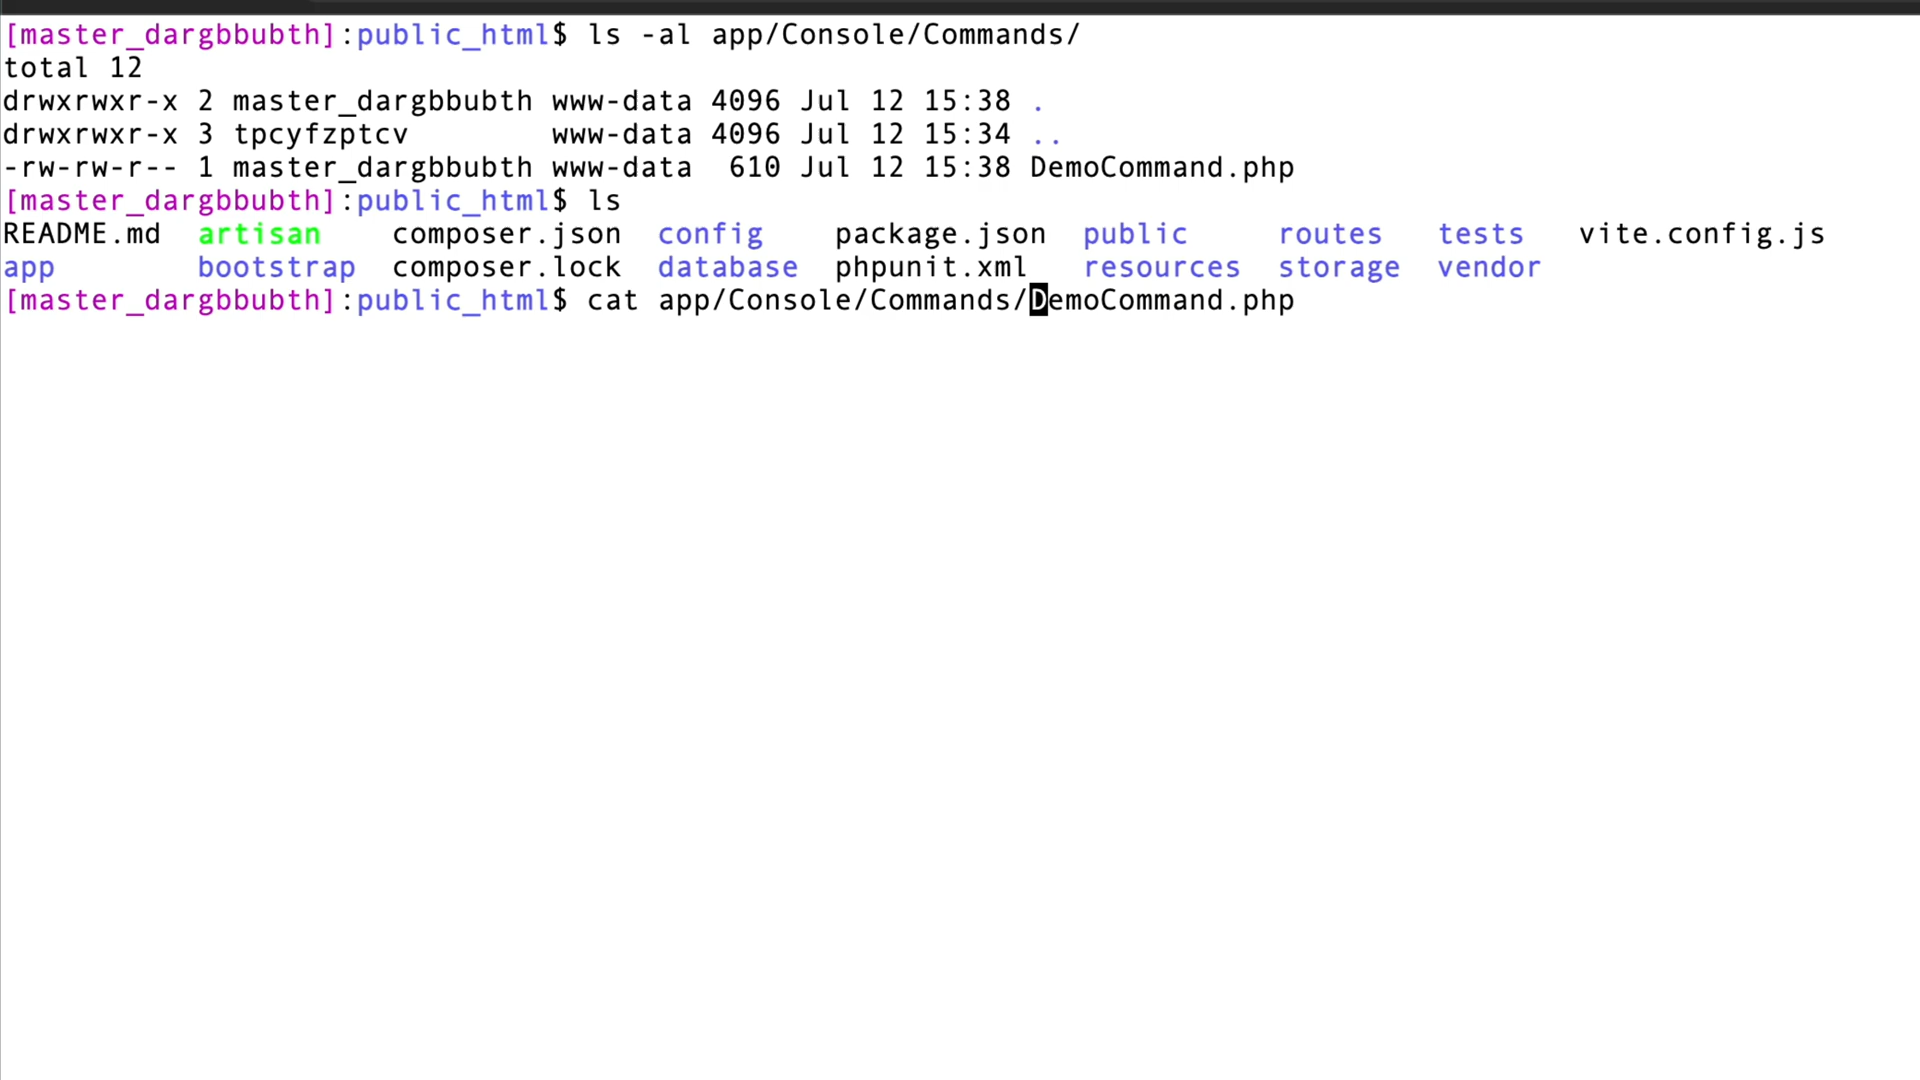 [master_dargbbubth]:public_html$ ls -al app/Console/Commands/
total 12
drwxrwxr-x 2 master_dargbbubth www-data 4096 Jul 12 15:38 .
drwxrwxr-x 3 tpcyfzptcv        www-data 4096 Jul 12 15:34 ..
-rw-rw-r-- 1 master_dargbbubth www-data  610 Jul 12 15:38 DemoCommand.php
[master_dargbbubth]:public_html$ ls
README.md  artisan    composer.json  config    package.json  public     routes   tests   vite.config.js
app        bootstrap  composer.lock  database  phpunit.xml   resources  storage  vendor
[master_dargbbubth]:public_html$ cat app/Console/Commands/DemoCommand.php